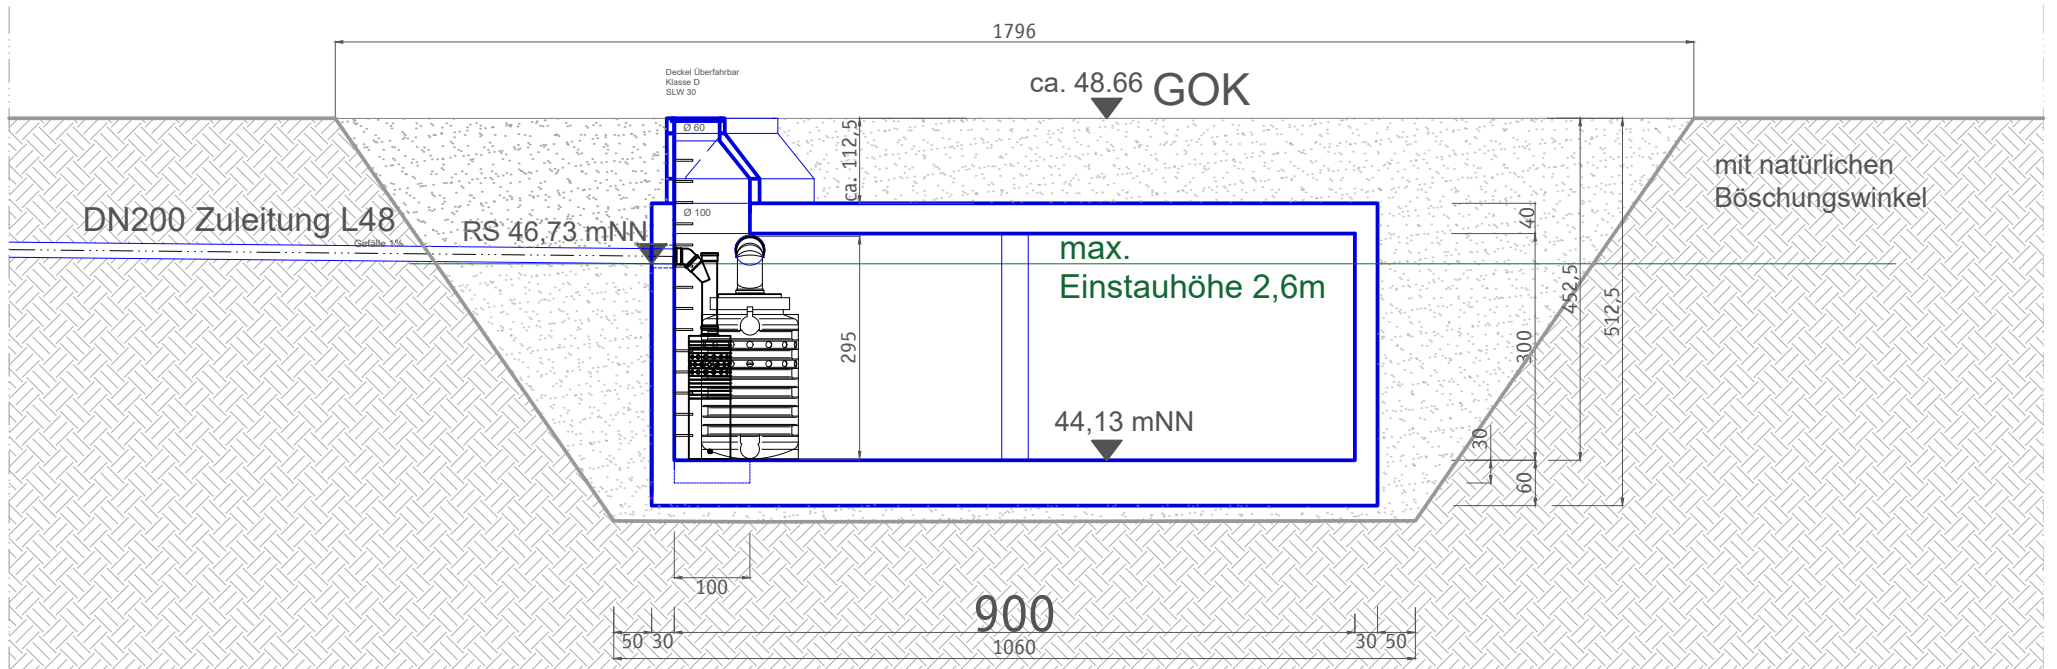 1796
Deckel Überfahrbar
Klasse D
SLW 30
ca. 48.66 GOK
Ø 60
ca. 112,5
mit natürlichen
Böschungswinkel
DN200 Zuleitung L48
Gefälle 1%
RS 46,73 mNN
Ø 100
40
max.
Einstauhöhe 2,6m
452,5
512,5
295
300
44,13 mNN
30
60
100
900
50 30
30 50
1060